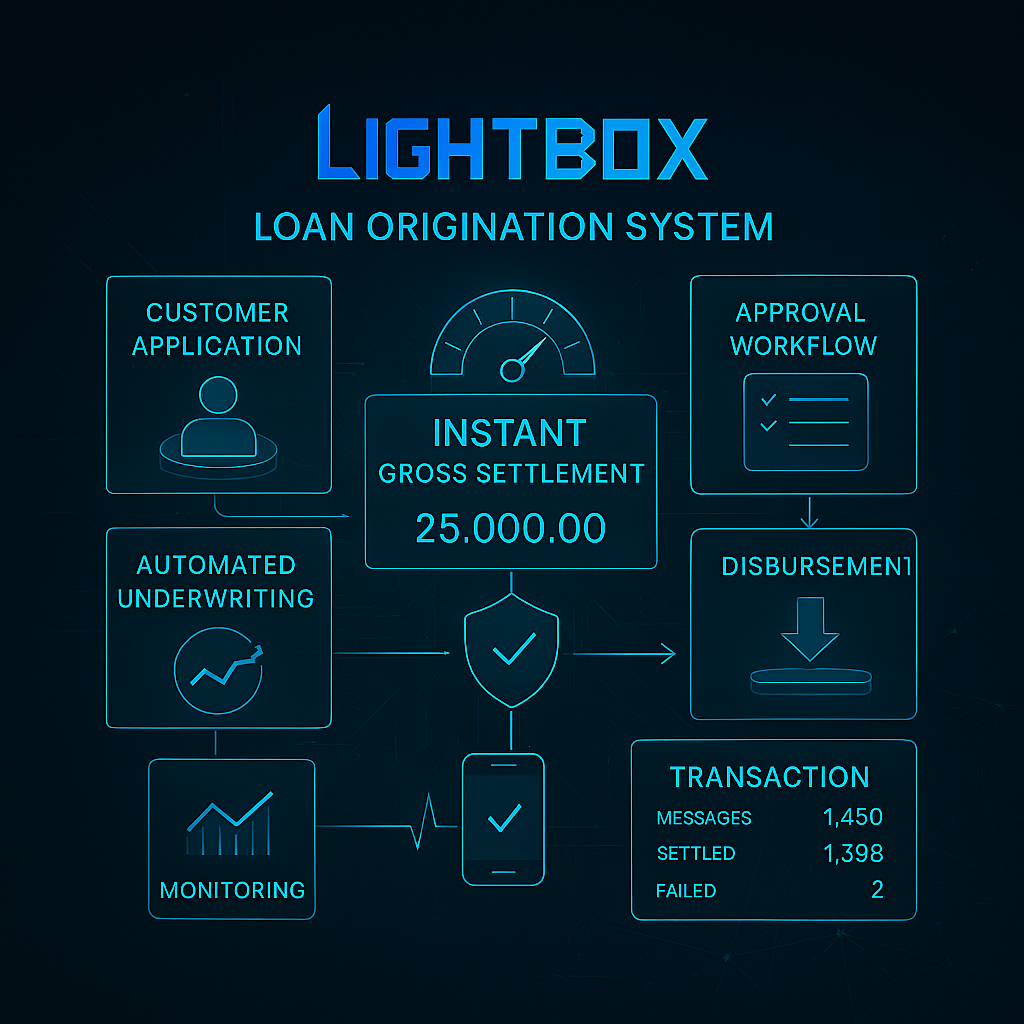 LIGHTBOX
LOAN ORIGINATION SYSTEM
CUSTOMER
APPLICATION
INSTANT
GROSS SETTLEMENT
25.000.00
APPROVAL
WORKFLOW
AUTOMATED
UNDERWRITING
DISBURSEMENT
MONITORING
TRANSACTION
MESSAGES 1,450
SETTLED 1,398
FAILED 2